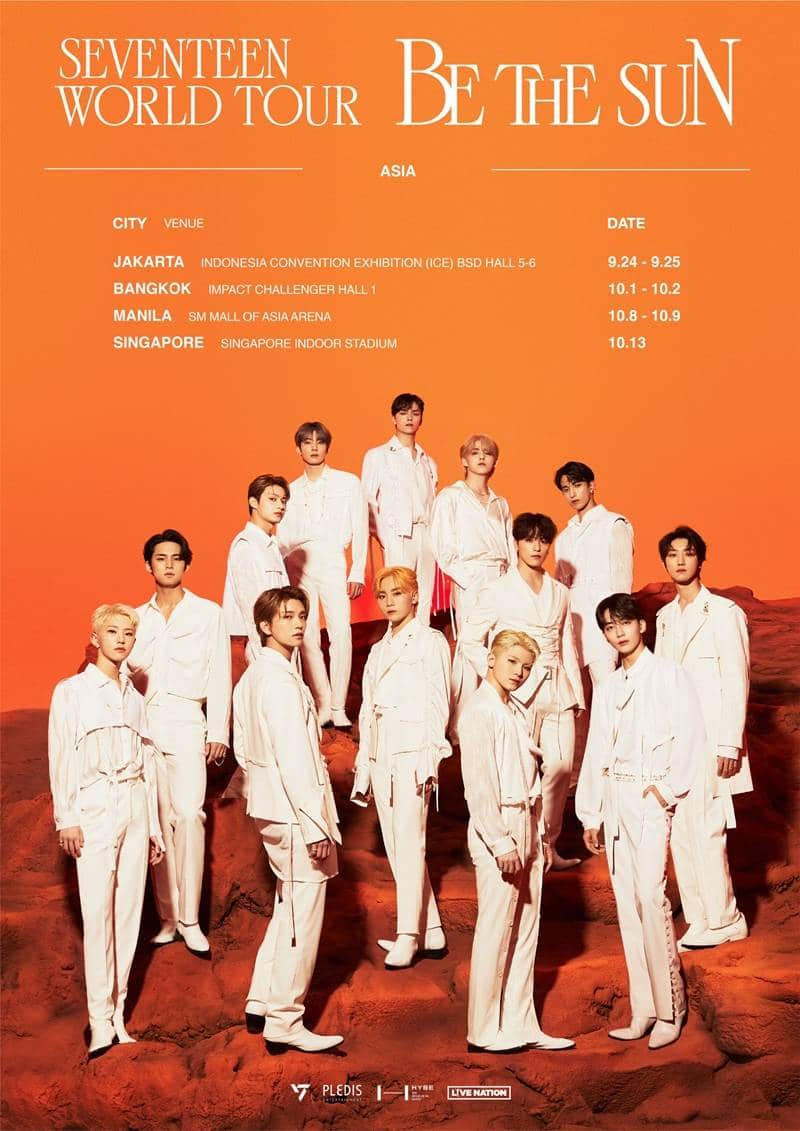 SEVENTEEN
WORLD TOUR
BE THE SUN
ASIA
CITY VENUE DATE
JAKARTA INDONESIA CONVENTION EXHIBITION (ICE) BSD HALL 5-6 9.24 - 9.25
BANGKOK IMPACT CHALLENGER HALL 1 10.1 - 10.2
MANILA SM MALL OF ASIA ARENA 10.8 - 10.9
SINGAPORE SINGAPORE INDOOR STADIUM 10.13
PLEDIS
HYBE
LIVE NATION